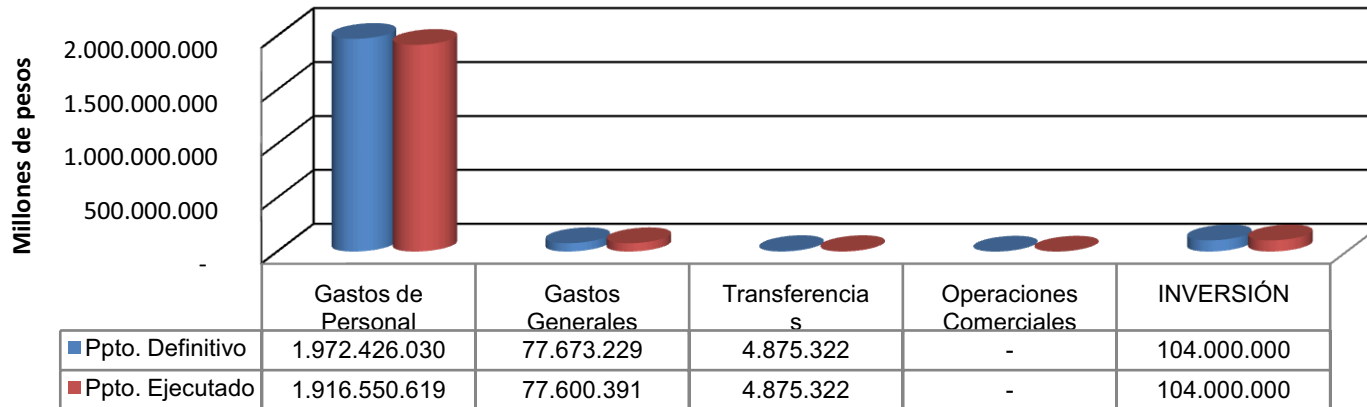 Millones de pesos
2.000.000.000
1.500.000.000
1.000.000.000
500.000.000
-
Gastos de
Personal
Gastos
Generales
Transferencia
s
Operaciones
Comerciales
INVERSIÓN
Ppto. Definitivo 1.972.426.030 77.673.229 4.875.322 - 104.000.000
Ppto. Ejecutado 1.916.550.619 77.600.391 4.875.322 - 104.000.000